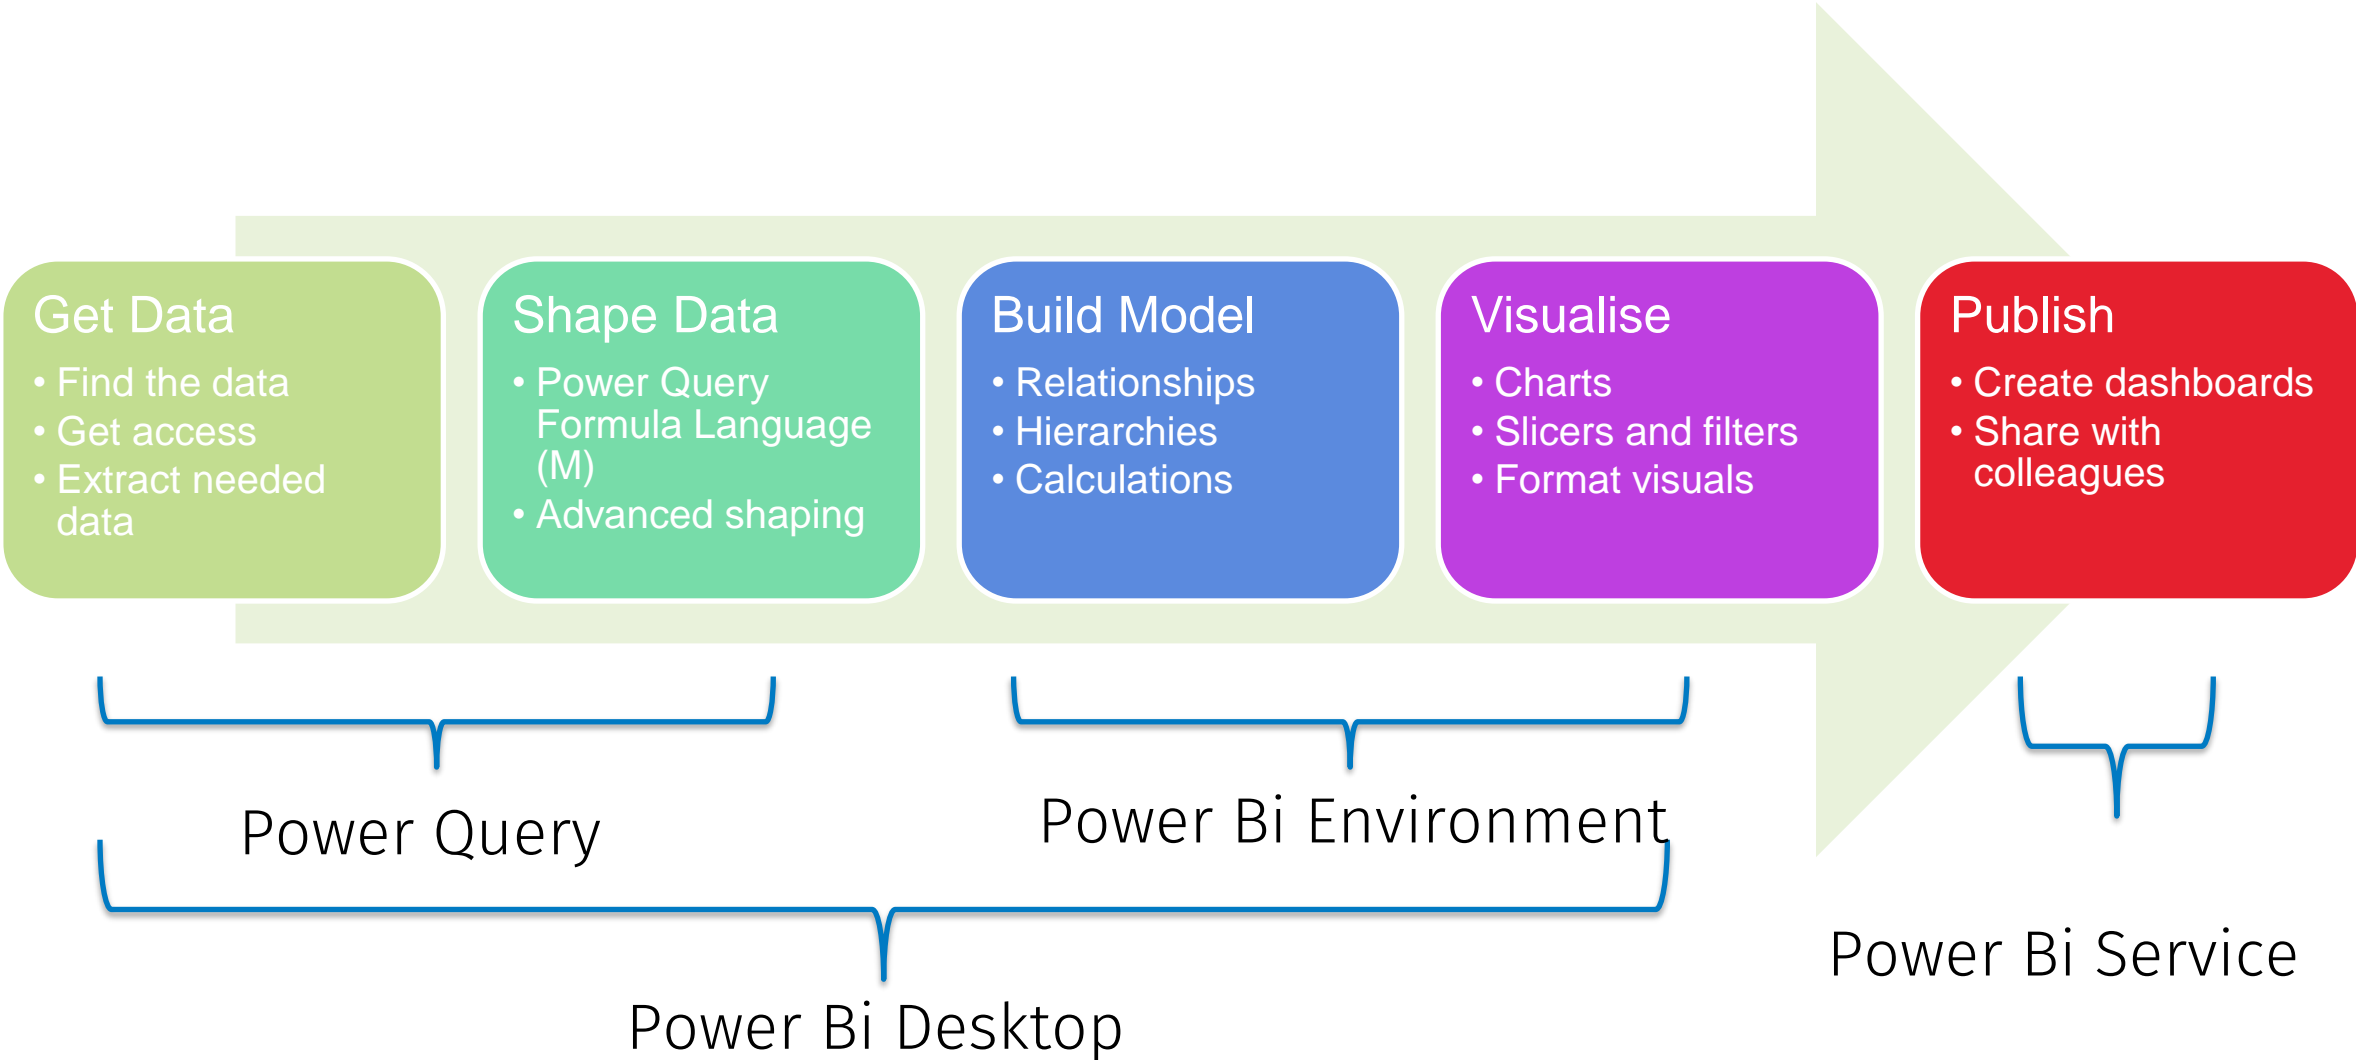 Get Data
• Find the data
• Get access
• Extract needed
data
Shape Data
• Power Query
Formula Language
(M)
• Advanced shaping
Build Model
• Relationships
• Hierarchies
• Calculations
Visualise
• Charts
• Slicers and filters
• Format visuals
Publish
• Create dashboards
• Share with
colleagues
Power Query
Power Bi Environment
Power Bi Service
Power Bi Desktop